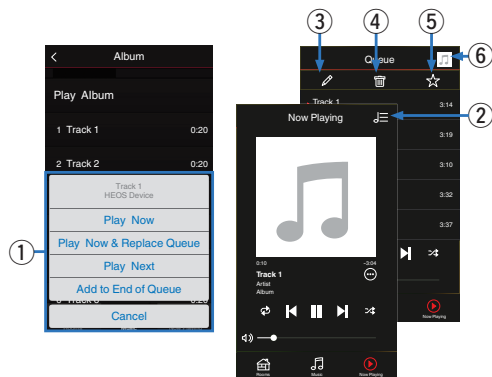 ③ ④ ⑤
Album
Play Album
1 Track 1 0:20
2 Track 2 0:20
①
Track 1
HEOS Device
Play Now
Play Now & Replace Queue
Play Next
Add to End of Queue
0:20
Cancel
Queue
⑥
Track 1 3:14
②
3:19
3:10
3:32
3:37
Now Playing
Now Playing
0:10 -3:04
Track 1
Artist
Album
Rooms Music Now Playing